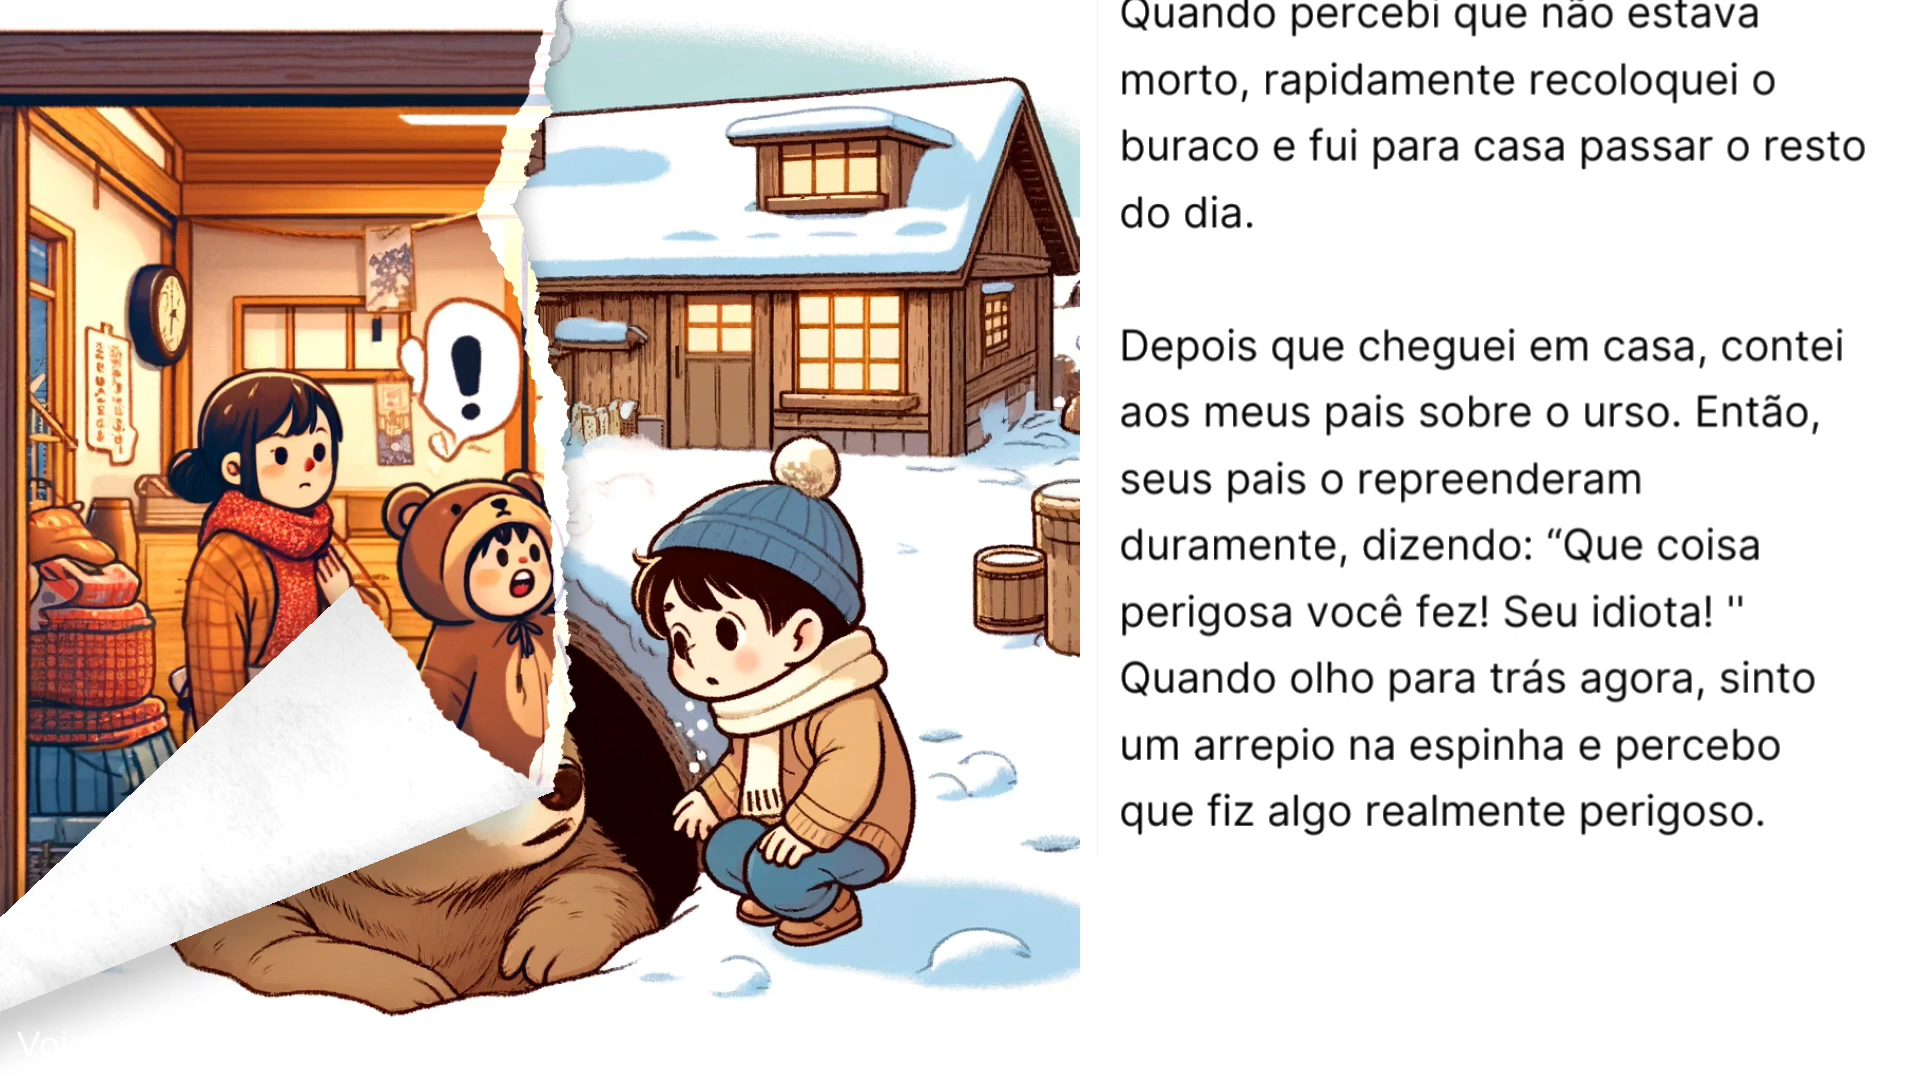 Quando percebi que não estava
morto, rapidamente recoloquei o
buraco e fui para casa passar o resto
do dia.
Depois que cheguei em casa, contei
aos meus pais sobre o urso. Então,
seus pais o repreenderam
duramente, dizendo: “Que coisa
perigosa você fez! Seu idiota! "
Quando olho para trás agora, sinto
um arrepio na espinha e percebo
que fiz algo realmente perigoso.
!